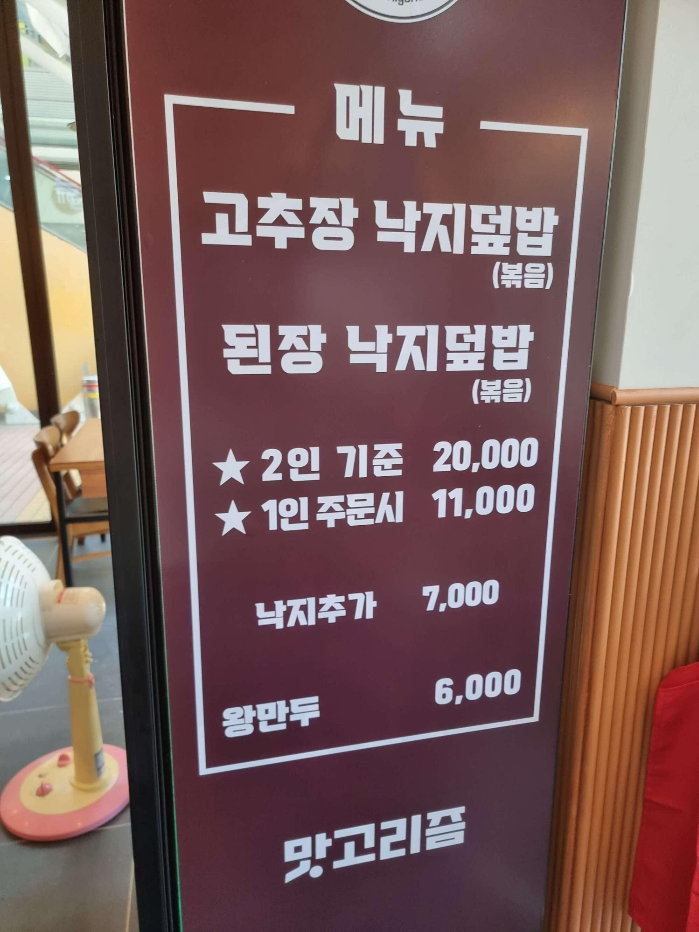 메뉴
고추장 낙지덮밥
(볶음)
된장 낙지덮밥
(볶음)
★ 2인 기준 20,000
★ 1인 주문시 11,000
낙지추가 7,000
왕만두 6,000
맛고리즘